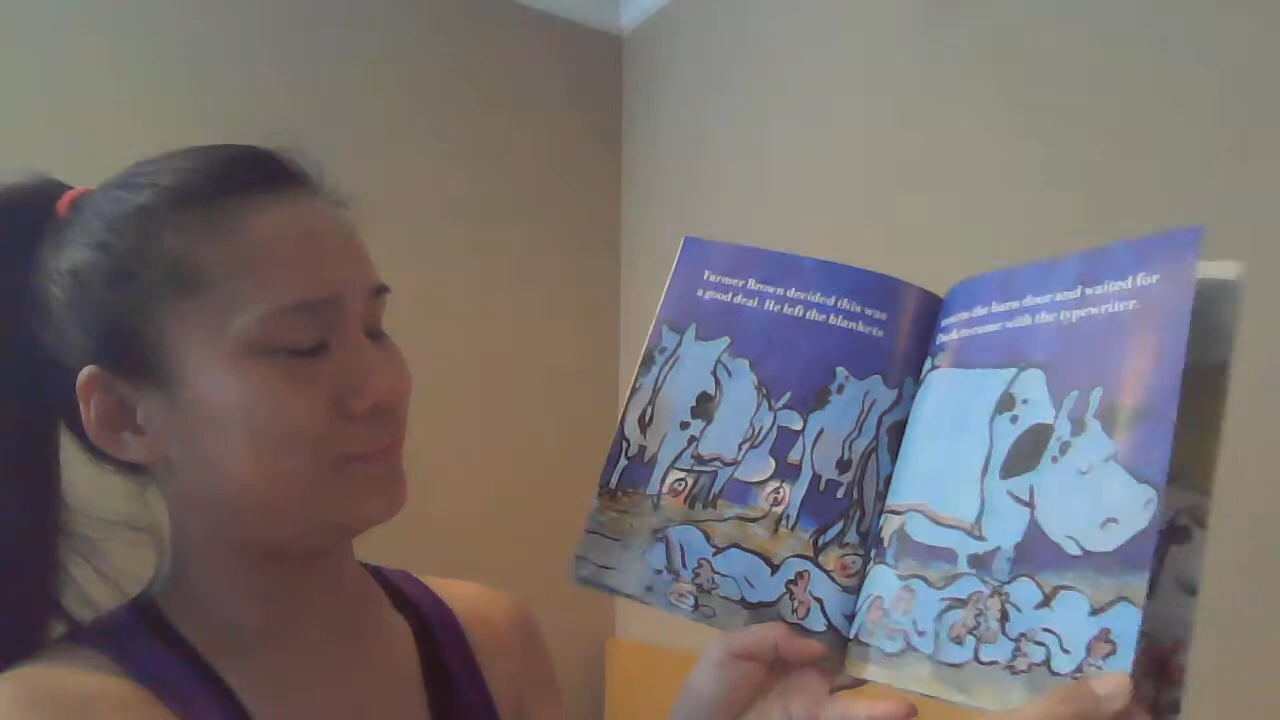 Farmer Brown decided this was
a good deal. He left the blankets
the barn door and waited for
Duck to come with the typewriter.